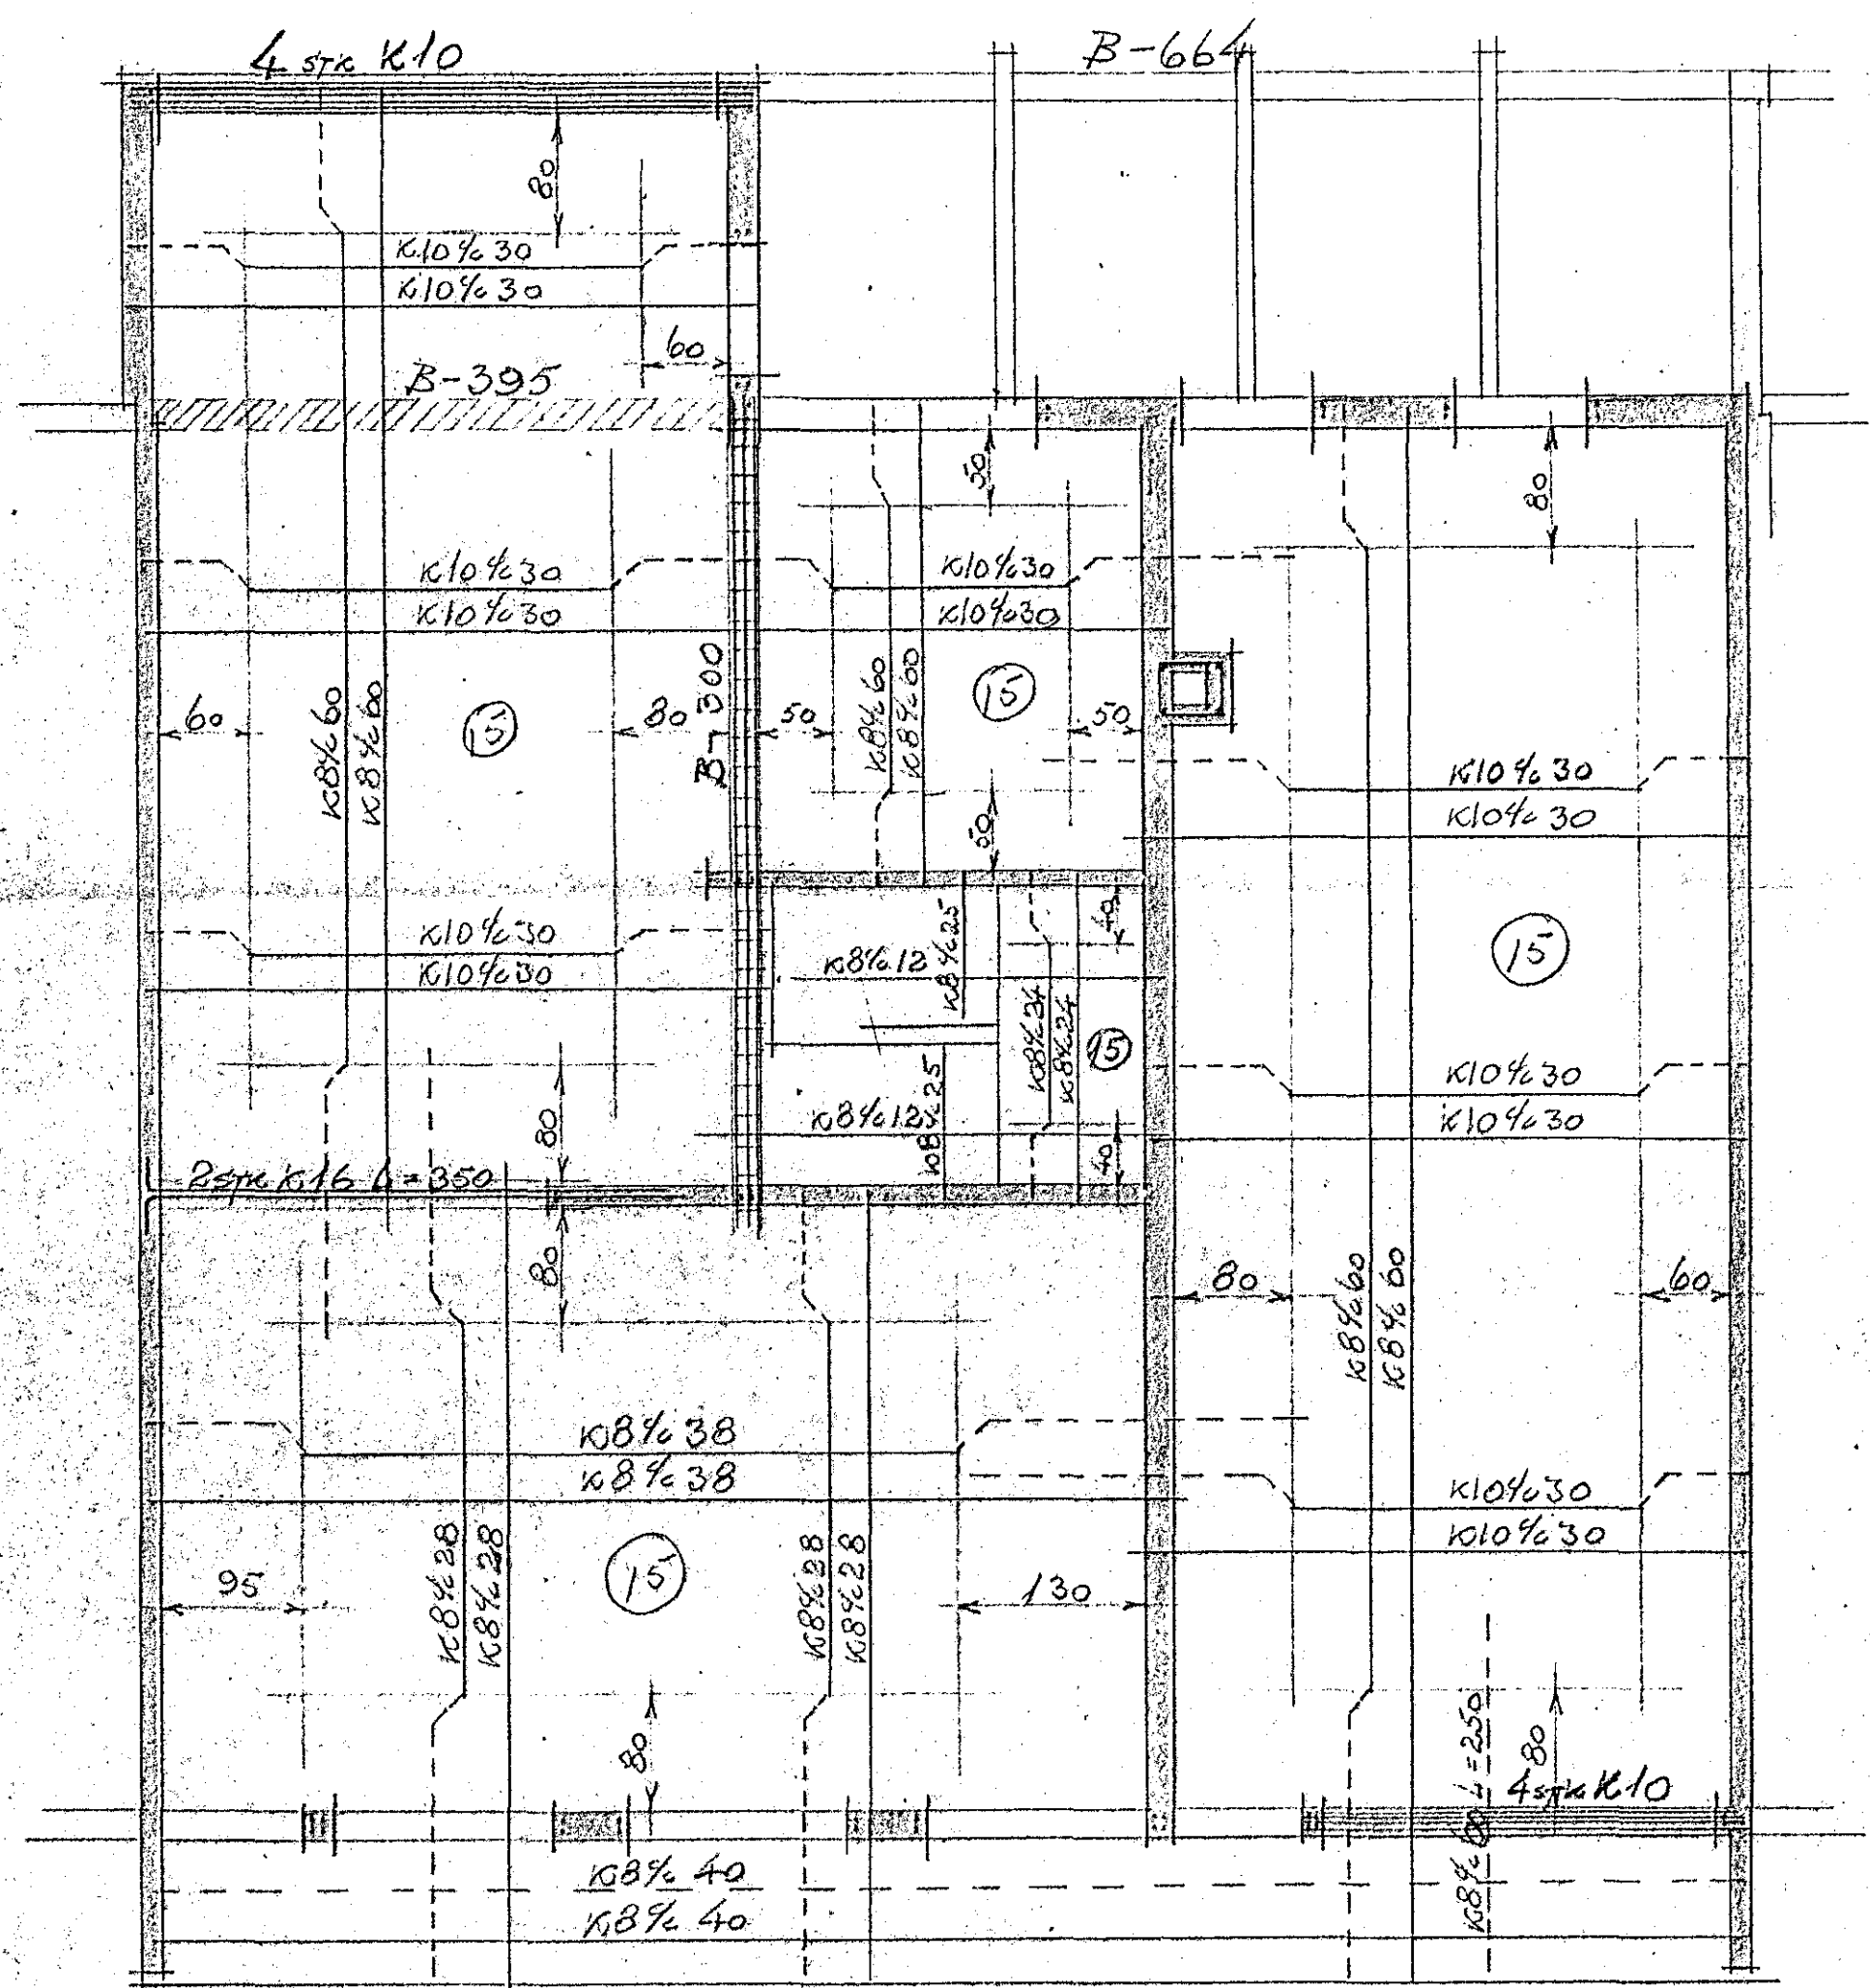 4 STK K10
B-664
80
K10 % 30
K10 % 30
60
B-395
50
80
K10 % 30
K10 % 30
K10 % 30
K10 % 30
K8 % 60
K8 % 60
B-300
K8 % 60
K8 % 60
15
15
60
80
50
50
K10 % 30
K10 % 30
50
K10 % 30
K10 % 30
K8 % 12
K8 % 25
40
15
K8 % 24
K8 % 24
15
K10 % 30
K10 % 30
80
K8 % 12
K8 % 25
40
2 STK K16 L=350
80
80
60
K8 % 60
K8 % 60
K8 % 38
K8 % 38
K10 % 30
K10 % 30
K8 % 28
K8 % 28
15
K8 % 28
K8 % 28
95
130
80
K8 % 60 L=250
80
4 STK K10
K8 % 40
K8 % 40